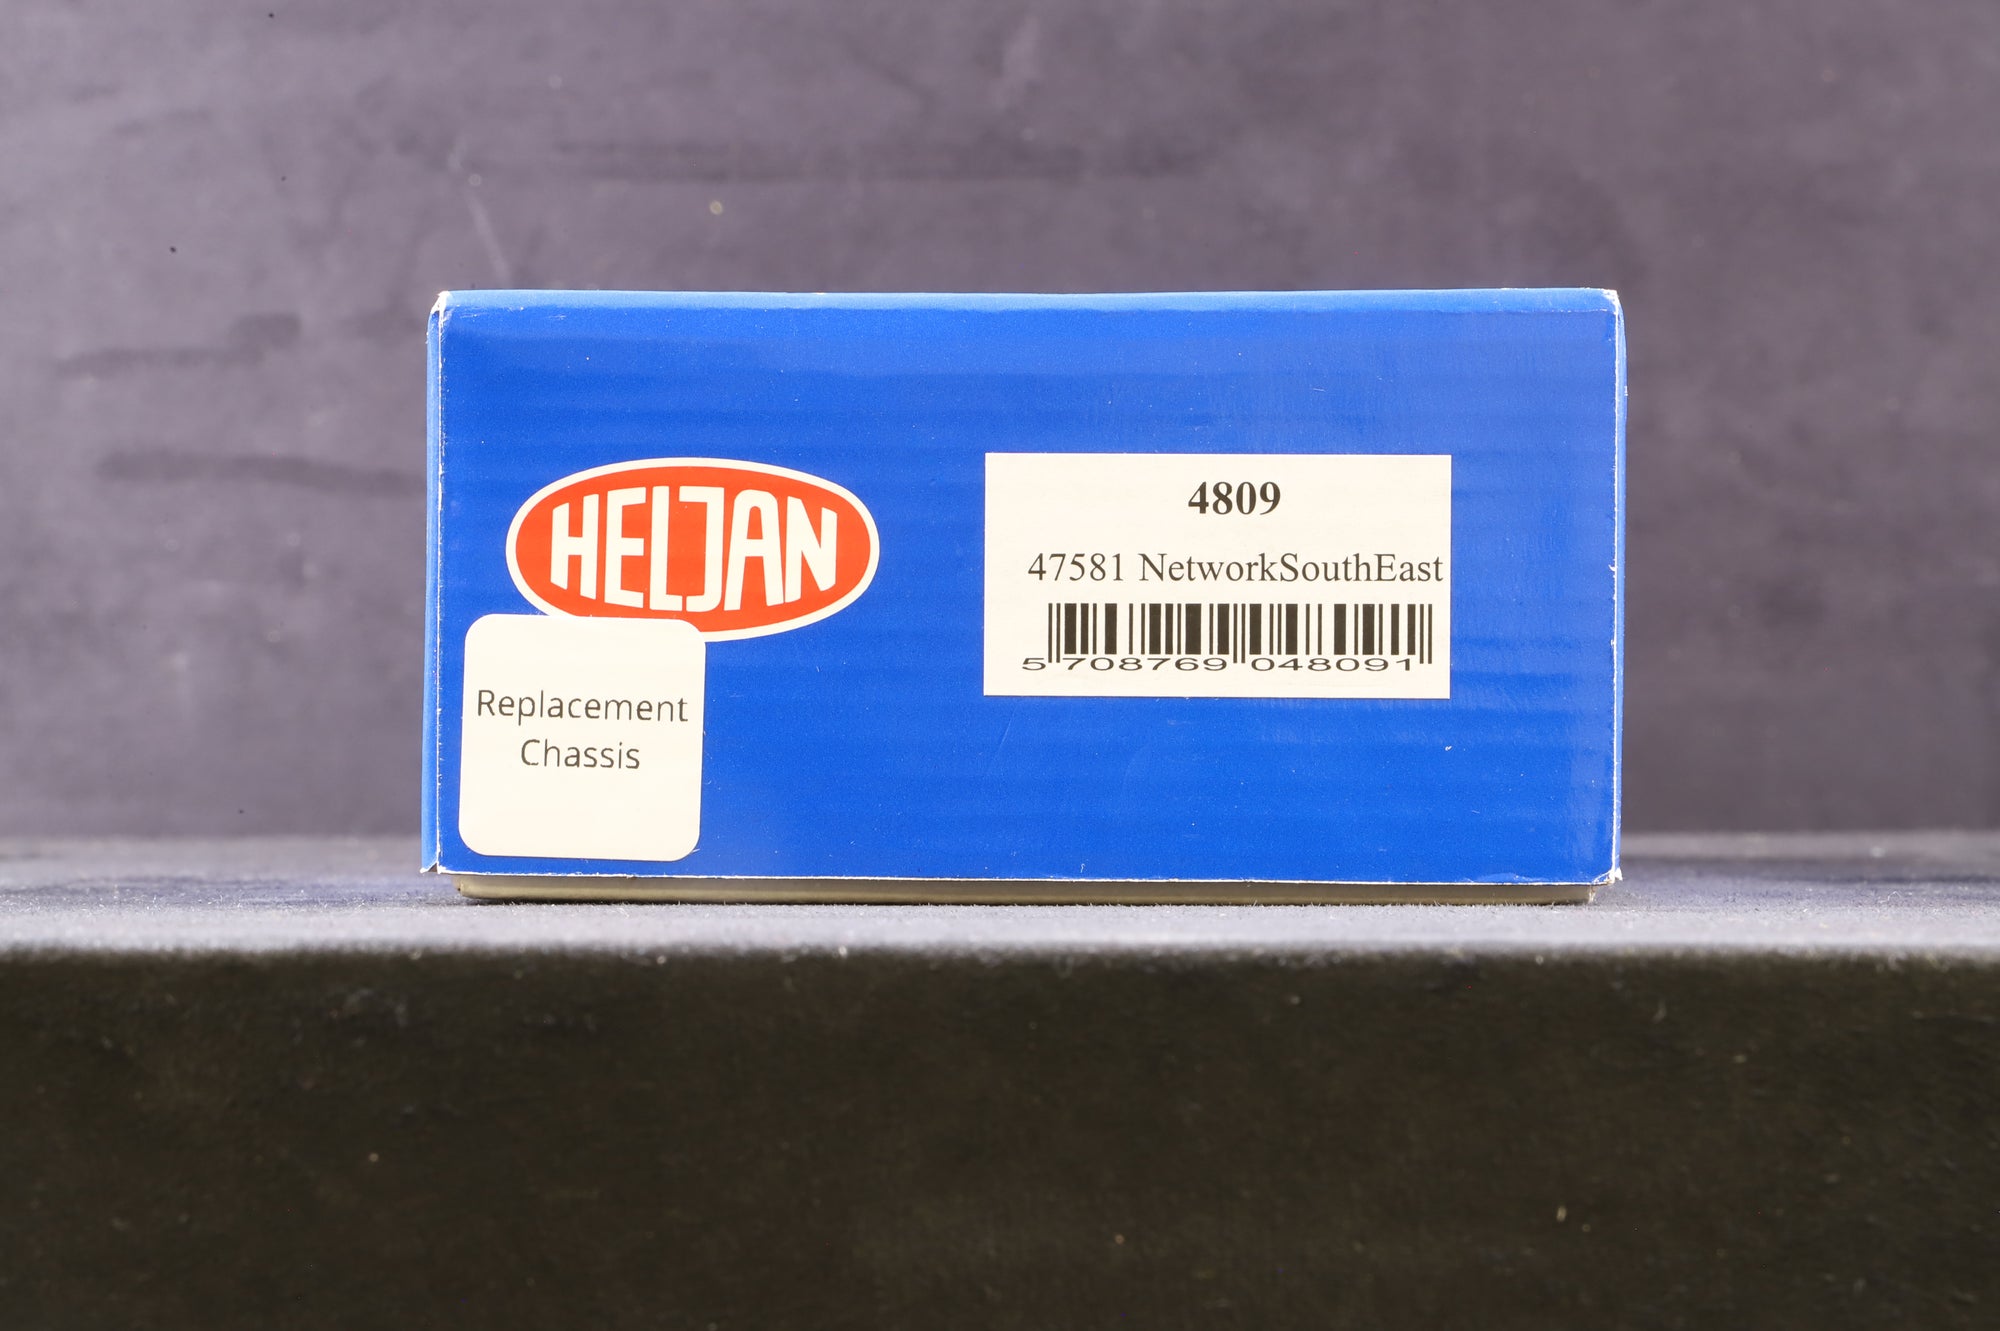 HELJAN
4809
47581 NetworkSouthEast
5 708769 048091
Replacement
Chassis